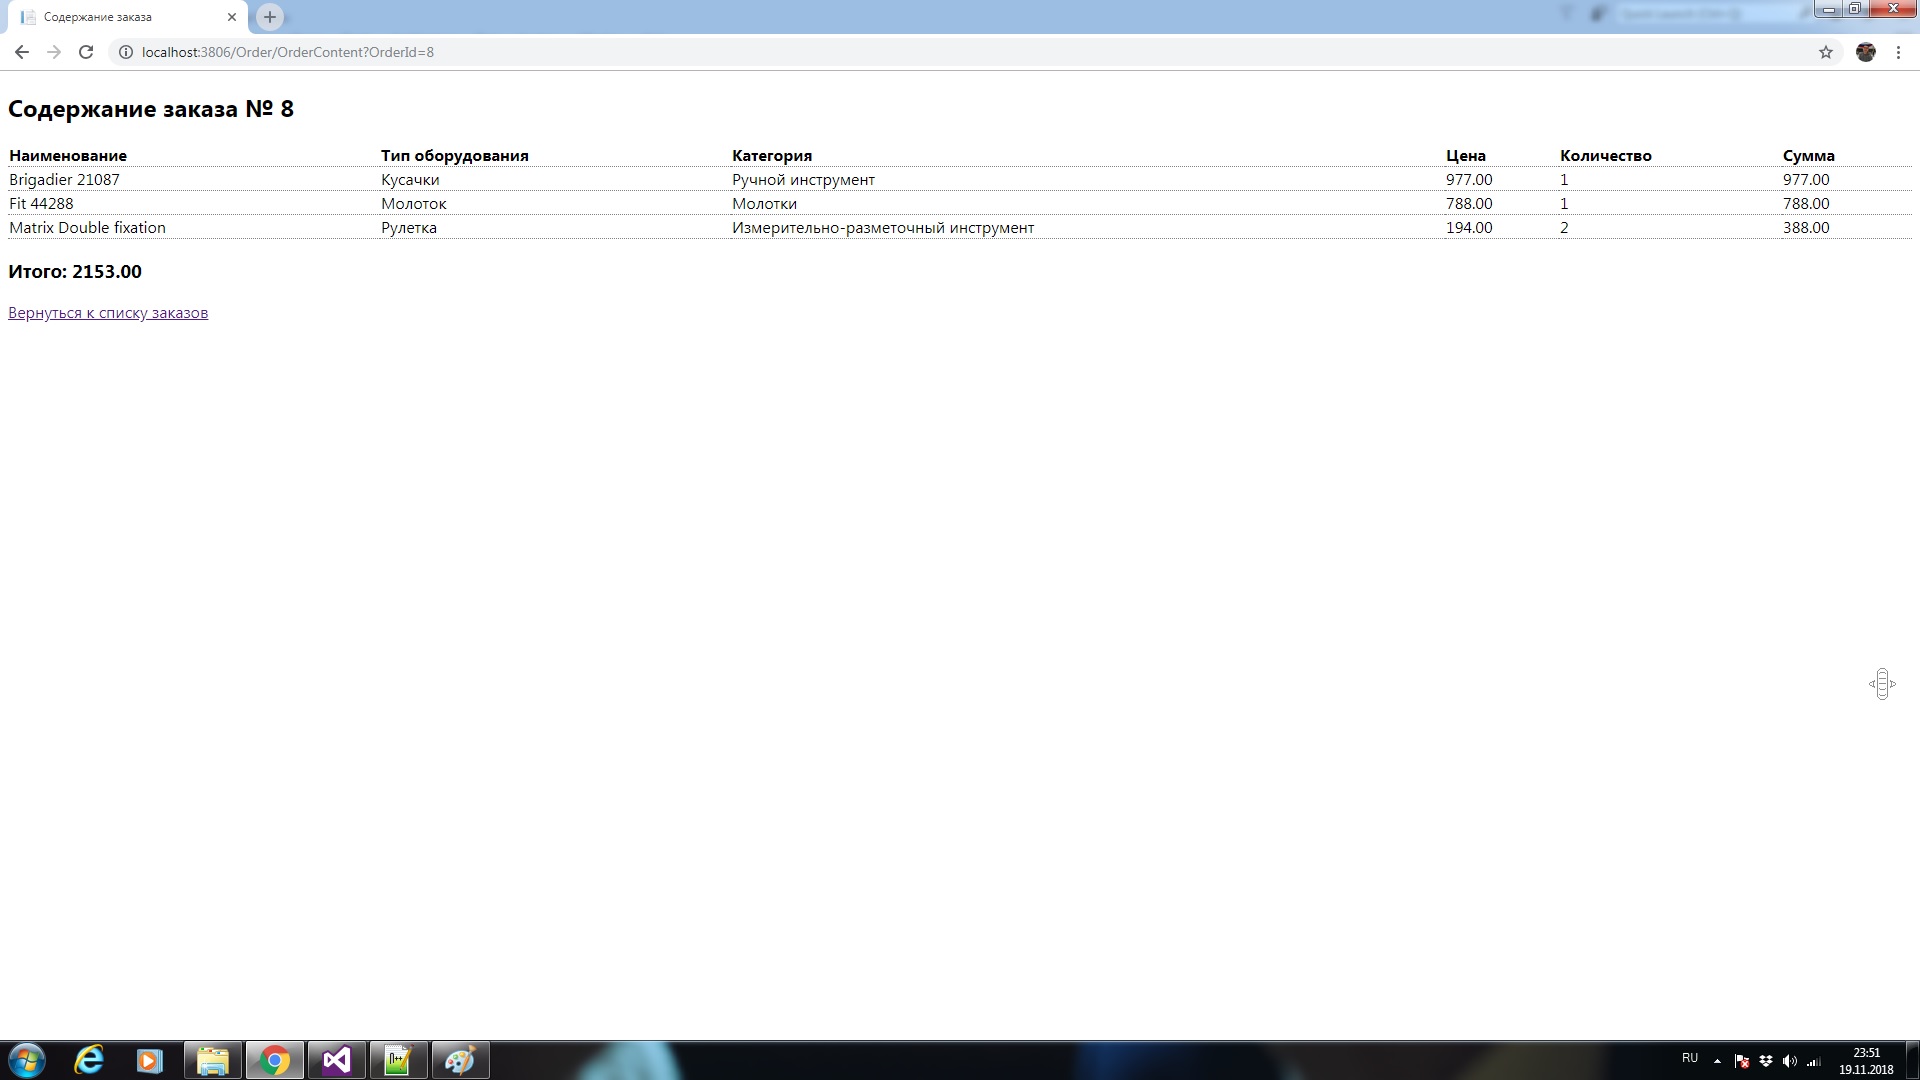 Содержание заказа
localhost:3806/Order/OrderContent?OrderId=8
Содержание заказа № 8
Наименование Тип оборудования Категория Цена Количество Сумма
Brigadier 21087 Кусачки Ручной инструмент 977.00 1 977.00
Fit 44288 Молоток Молотки 788.00 1 788.00
Matrix Double fixation Рулетка Измерительно-разметочный инструмент 194.00 2 388.00
Итого: 2153.00
Вернуться к списку заказов
RU
23:51
19.11.2018